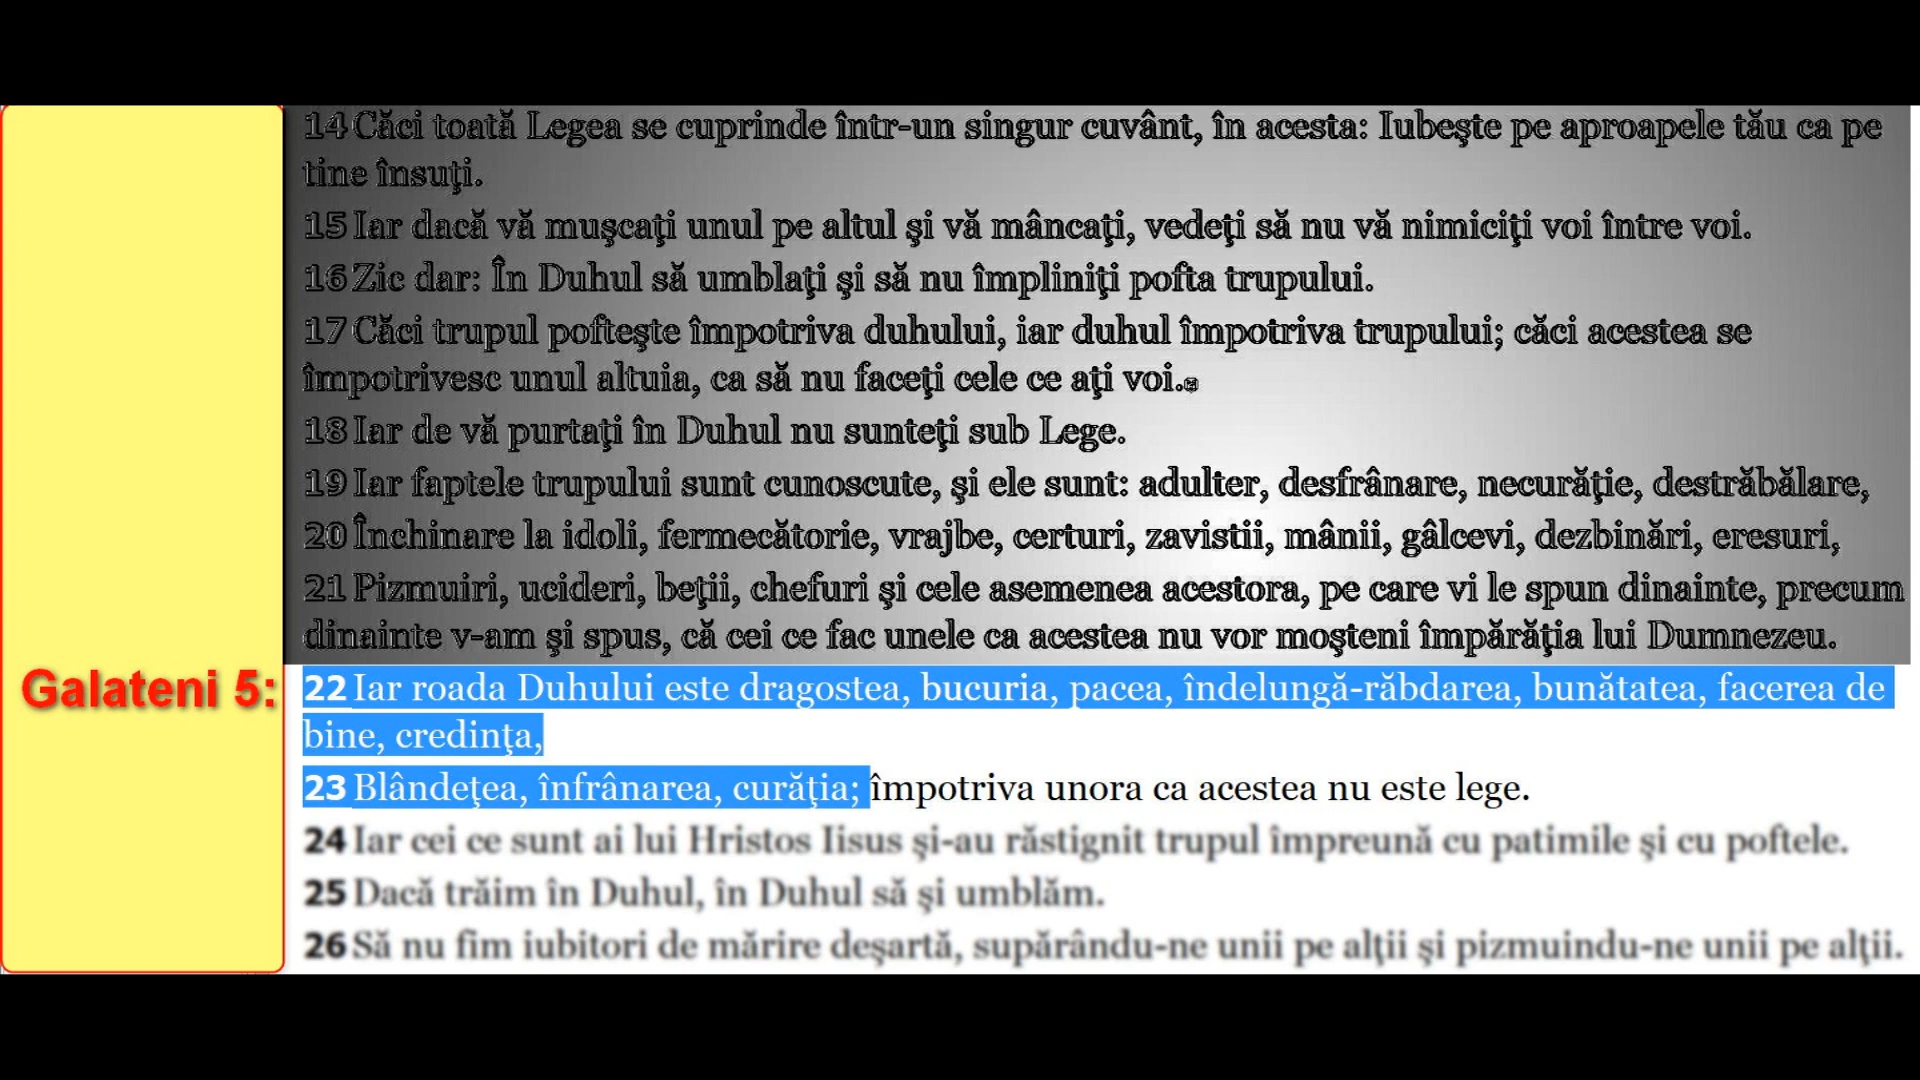 14 Căci toată Legea se cuprinde într-un singur cuvânt, în acesta: Iubeşte pe aproapele tău ca pe
tine însuţi.
15 Iar dacă vă muşcaţi unul pe altul şi vă mâncaţi, vedeţi să nu vă nimiciţi voi între voi.
16 Zic dar: În Duhul să umblaţi şi să nu împliniţi pofta trupului.
17 Căci trupul pofteşte împotriva duhului, iar duhul împotriva trupului; căci acestea se
împotrivesc unul altuia, ca să nu faceţi cele ce aţi voi.
18 Iar de vă purtaţi în Duhul nu sunteţi sub Lege.
19 Iar faptele trupului sunt cunoscute, şi ele sunt: adulter, desfrânare, necurăţie, destrăbălare,
20 Închinare la idoli, fermecătorie, vrajbe, certuri, zavistii, mânii, gâlcevi, dezbinări, eresuri,
21 Pizmuiri, ucideri, beţii, chefuri şi cele asemenea acestora, pe care vi le spun dinainte, precum
dinainte v-am şi spus, că cei ce fac unele ca acestea nu vor moşteni împărăţia lui Dumnezeu.
Galateni 5:
22 Iar roada Duhului este dragostea, bucuria, pacea, îndelungă-răbdarea, bunătatea, facerea de
bine, credinţa,
23 Blândeţea, înfrânarea, curăţia; împotriva unora ca acestea nu este lege.
24 Iar cei ce sunt ai lui Hristos Iisus şi-au răstignit trupul împreună cu patimile şi cu poftele.
25 Dacă trăim în Duhul, în Duhul să şi umblăm.
26 Să nu fim iubitori de mărire deşartă, supărându-ne unii pe alţii şi pizmuindu-ne unii pe alţii.